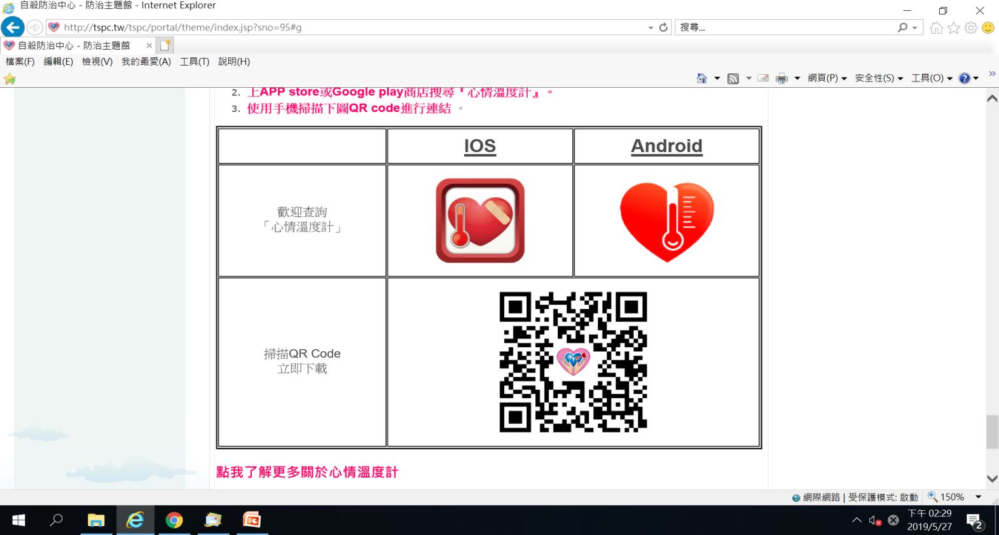 自殺防治中心 - 防治主題館 - Internet Explorer
http://tspc.tw/tspc/portal/theme/index.jsp?sno=95#g
搜尋...
自殺防治中心 - 防治主題館
檔案(F) 編輯(E) 檢視(V) 我的最愛(A) 工具(T) 說明(H)
網頁(P) 安全性(S) 工具(O)
2. 上APP store或Google play商店搜尋『心情溫度計』。
3. 使用手機掃描下圖QR code進行連結 。
IOS Android
歡迎查詢
「心情溫度計」
掃描QR Code
立即下載
點我了解更多關於心情溫度計
網際網路 | 受保護模式: 啟動 150%
下午 02:29
2019/5/27
2